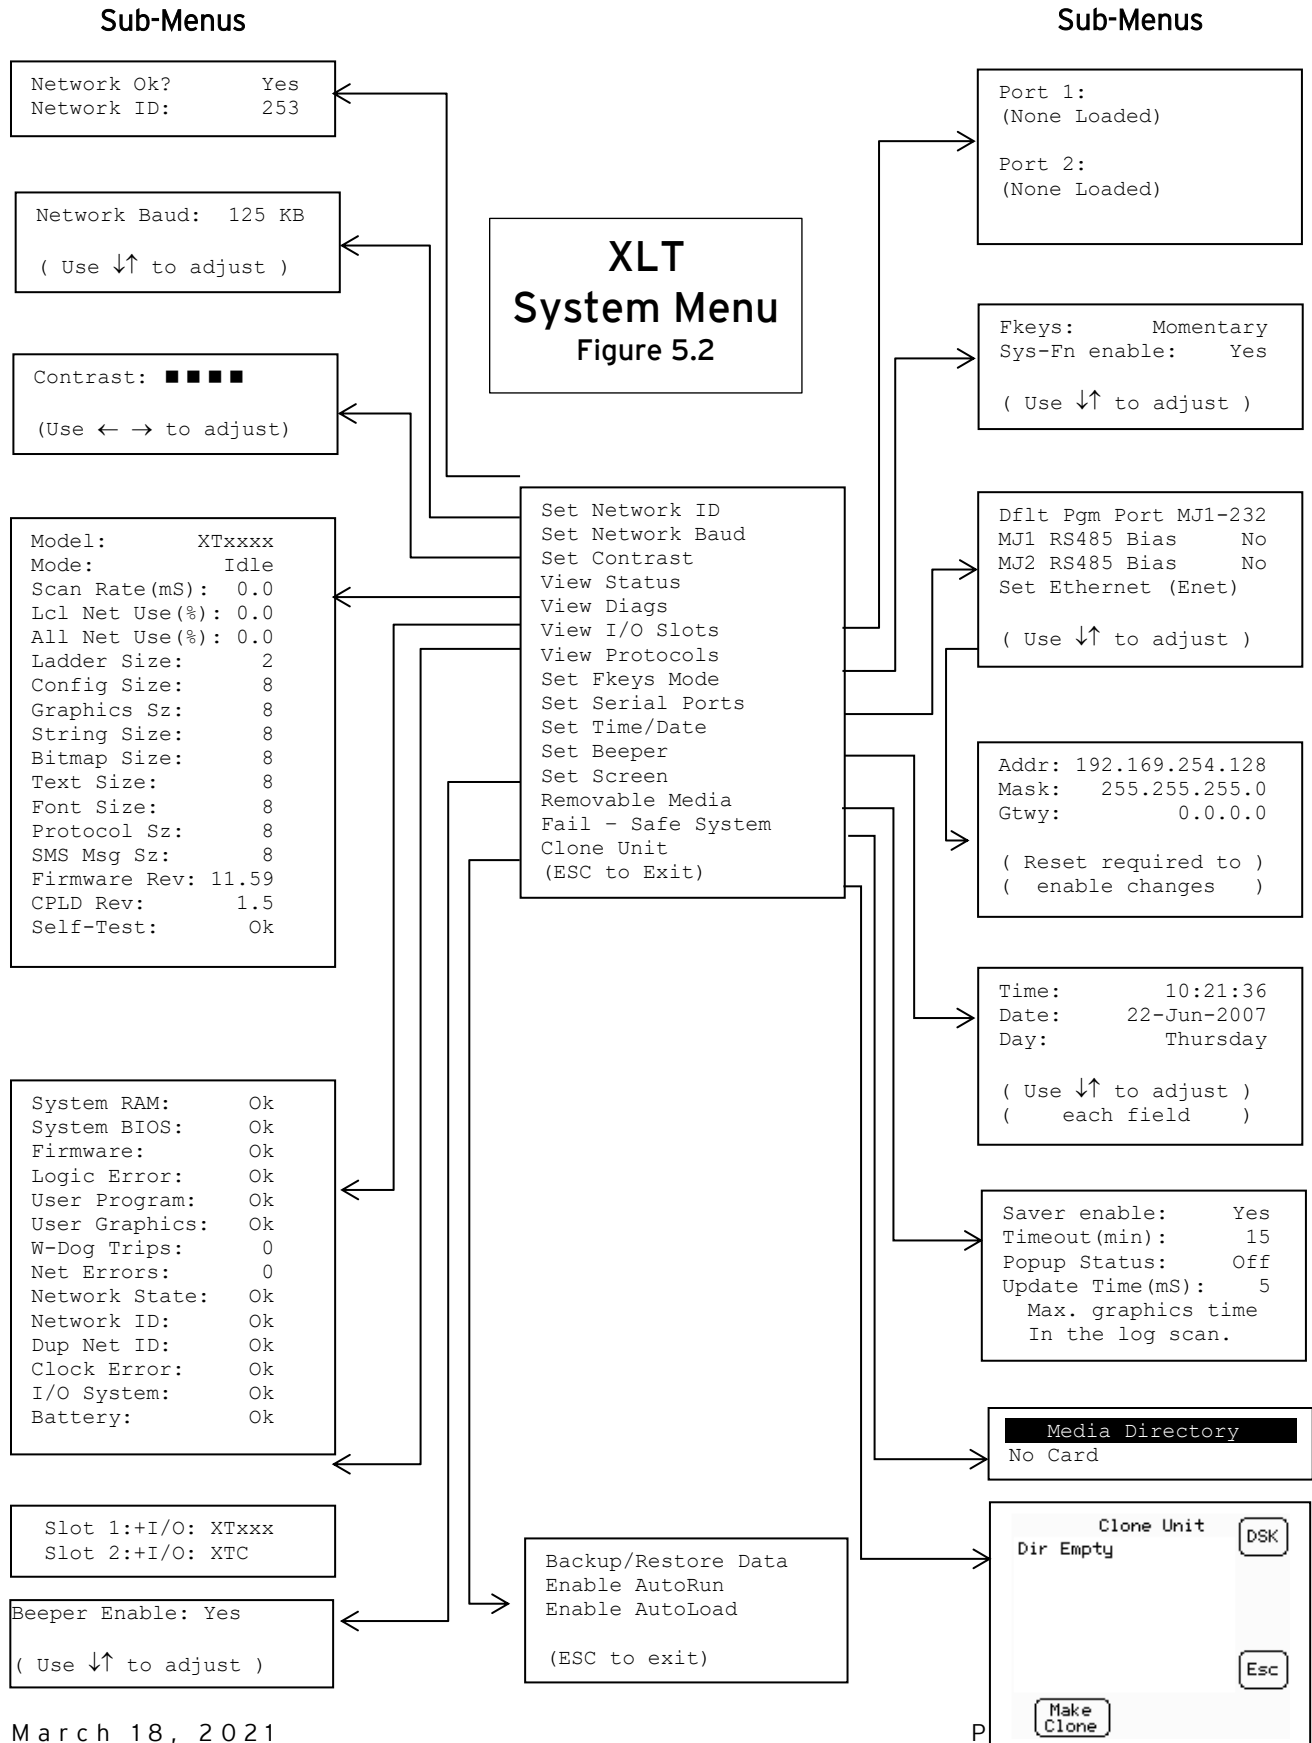 Sub-Menus
Network Ok? Yes
Network ID: 253
Network Baud: 125 KB
( Use ↓↑ to adjust )
Contrast: ■ ■ ■ ■
(Use ← → to adjust)
Model: XTxxxx
Mode: Idle
Scan Rate(mS): 0.0
Lcl Net Use(%): 0.0
All Net Use(%): 0.0
Ladder Size: 2
Config Size: 8
Graphics Sz: 8
String Size: 8
Bitmap Size: 8
Text Size: 8
Font Size: 8
Protocol Sz: 8
SMS Msg Sz: 8
Firmware Rev: 11.59
CPLD Rev: 1.5
Self-Test: Ok
System RAM: Ok
System BIOS: Ok
Firmware: Ok
Logic Error: Ok
User Program: Ok
User Graphics: Ok
W-Dog Trips: 0
Net Errors: 0
Network State: Ok
Network ID: Ok
Dup Net ID: Ok
Clock Error: Ok
I/O System: Ok
Battery: Ok
Slot 1:+I/O: XTxxx
Slot 2:+I/O: XTC
Beeper Enable: Yes
( Use ↓↑ to adjust )
XLT
System Menu
Figure 5.2
Set Network ID
Set Network Baud
Set Contrast
View Status
View Diags
View I/O Slots
View Protocols
Set Fkeys Mode
Set Serial Ports
Set Time/Date
Set Beeper
Set Screen
Removable Media
Fail – Safe System
Clone Unit
(ESC to Exit)
Backup/Restore Data
Enable AutoRun
Enable AutoLoad
(ESC to exit)
Sub-Menus
Port 1:
(None Loaded)
Port 2:
(None Loaded)
Fkeys: Momentary
Sys-Fn enable: Yes
( Use ↓↑ to adjust )
Dflt Pgm Port MJ1-232
MJ1 RS485 Bias No
MJ2 RS485 Bias No
Set Ethernet (Enet)
( Use ↓↑ to adjust )
Addr: 192.169.254.128
Mask: 255.255.255.0
Gtwy: 0.0.0.0
( Reset required to )
( enable changes )
Time: 10:21:36
Date: 22-Jun-2007
Day: Thursday
( Use ↓↑ to adjust )
( each field )
Saver enable: Yes
Timeout(min): 15
Popup Status: Off
Update Time(mS): 5
Max. graphics time
In the log scan.
Media Directory
No Card
Clone Unit
DSK
Dir Empty
Esc
Make
Clone
March 18, 2021
P